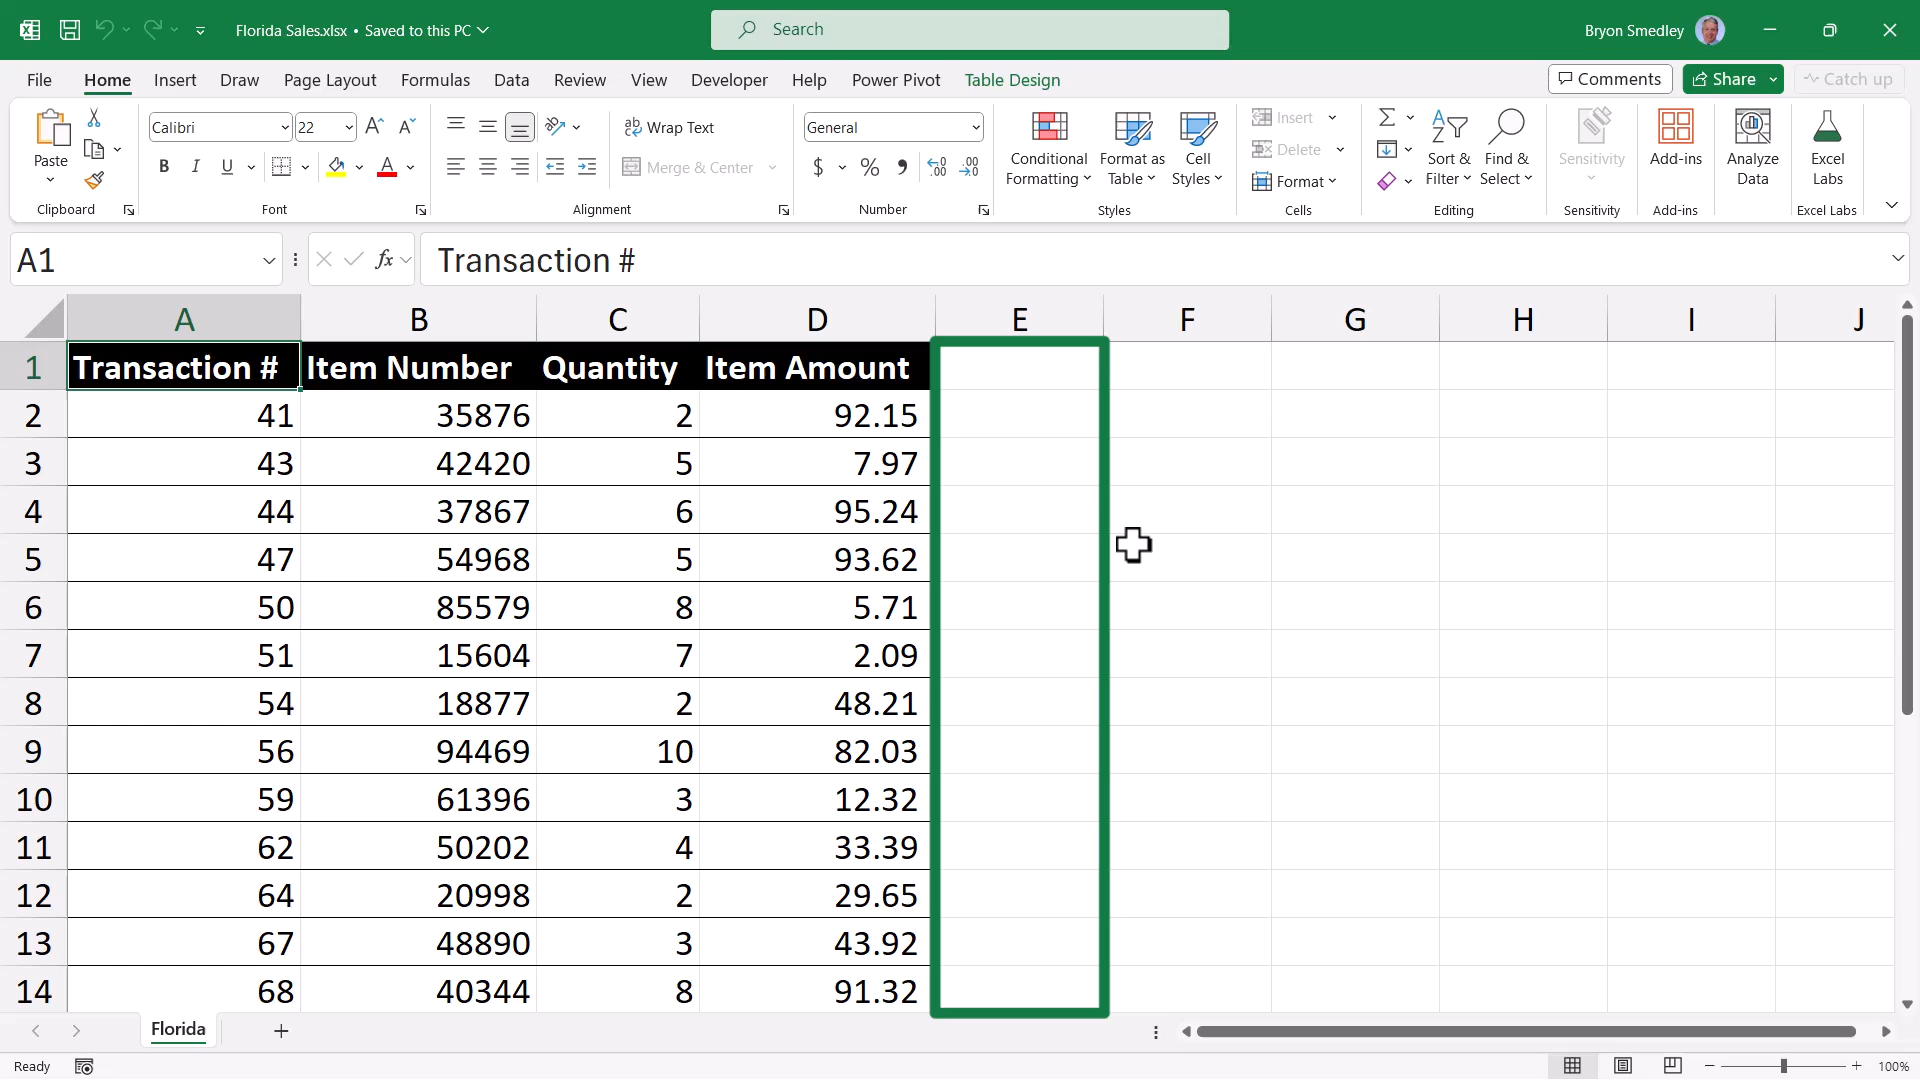 Florida Sales.xlsx • Saved to this PC
Search
Bryon Smedley
File Home Insert Draw Page Layout Formulas Data Review View Developer Help Power Pivot Table Design
Comments Share Catch up
Paste
Clipboard
Calibri 22
B I U A
Font
ab Wrap Text
Merge & Center
Alignment
General
$ % , .00
Number
Conditional Formatting
Format as Table
Cell Styles
Styles
Insert
Delete
Format
Cells
Sort & Filter
Find & Select
Editing
Sensitivity
Sensitivity
Add-ins
Add-ins
Analyze Data
Excel Labs
Excel Labs
A1 fx Transaction #
A B C D E F G H I J
1 Transaction # Item Number Quantity Item Amount
2 41 35876 2 92.15
3 43 42420 5 7.97
4 44 37867 6 95.24
5 47 54968 5 93.62
6 50 85579 8 5.71
7 51 15604 7 2.09
8 54 18877 2 48.21
9 56 94469 10 82.03
10 59 61396 3 12.32
11 62 50202 4 33.39
12 64 20998 2 29.65
13 67 48890 3 43.92
14 68 40344 8 91.32
Florida
Ready
100%